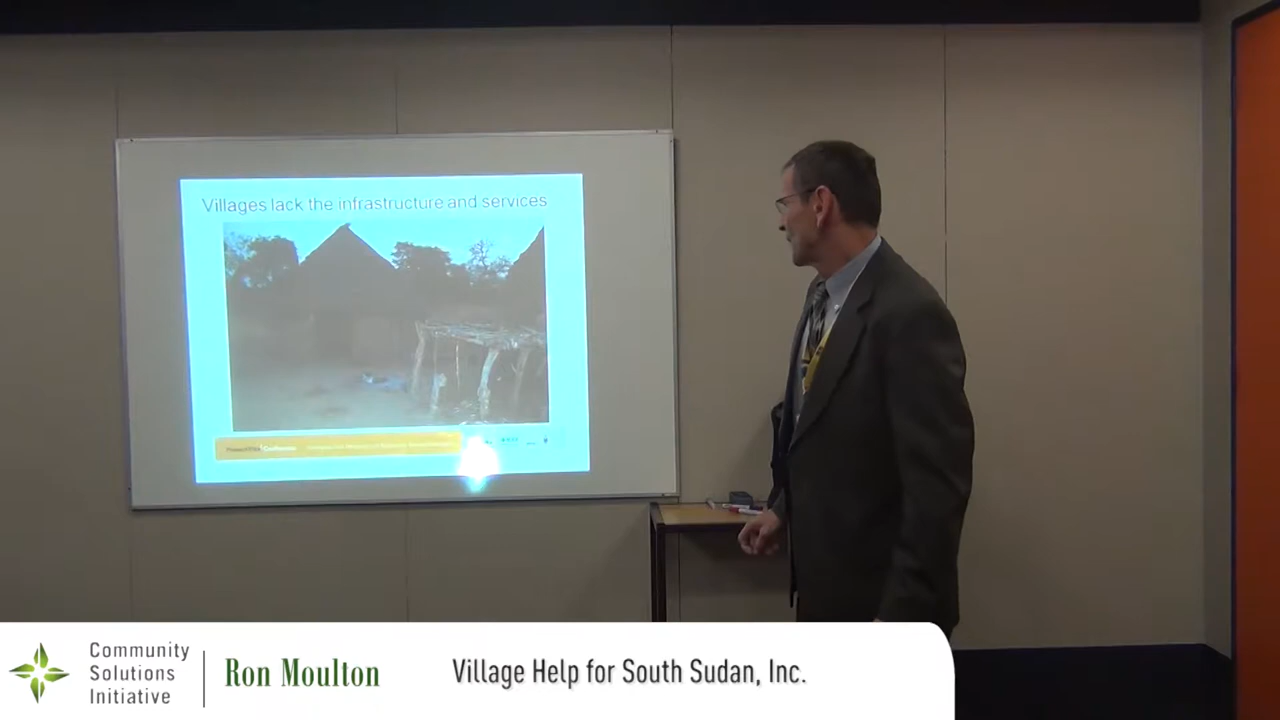 Villages lack the infrastructure and services
Community
Solutions
Initiative
Ron Moulton
Village Help for South Sudan, Inc.